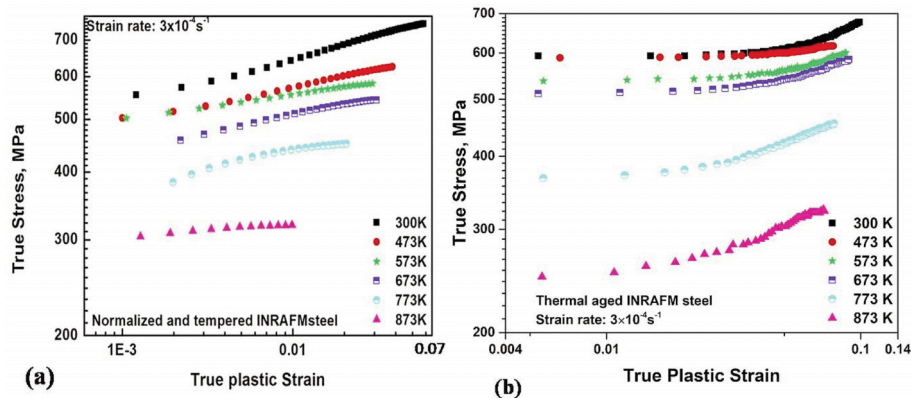 Strain rate: 3x10⁻⁴s⁻¹
True Stress, MPa
700
600
500
400
300
200
300K
473K
573K
673K
773K
873K
Normalized and tempered INRAFMsteel
1E-3
0.01
0.07
True plastic Strain
(a)
True Stress, MPa
700
600
500
400
300
200
300 K
473K
573 K
673 K
773 K
873 K
Thermal aged INRAFM steel
Strain rate: 3×10⁻⁴s⁻¹
0.004
0.01
0.1
0.14
True Plastic Strain
(b)